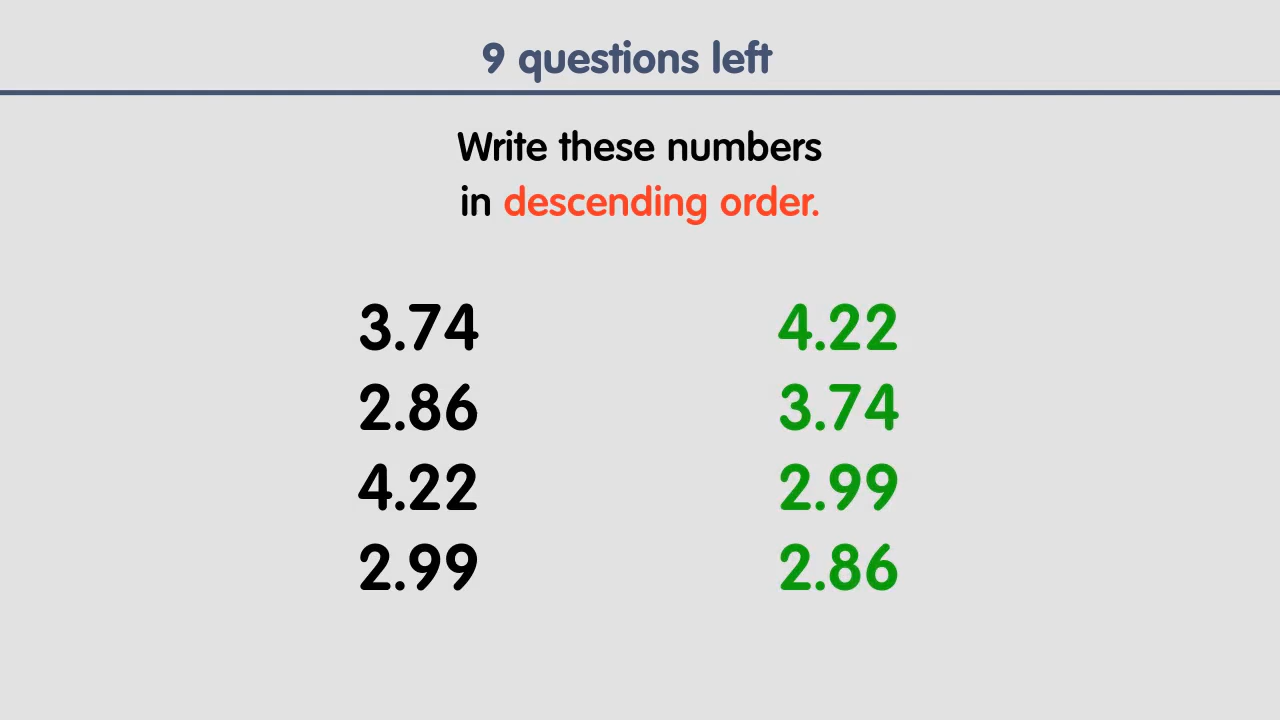 9 questions left
Write these numbers
in descending order.
3.74 4.22
2.86 3.74
4.22 2.99
2.99 2.86